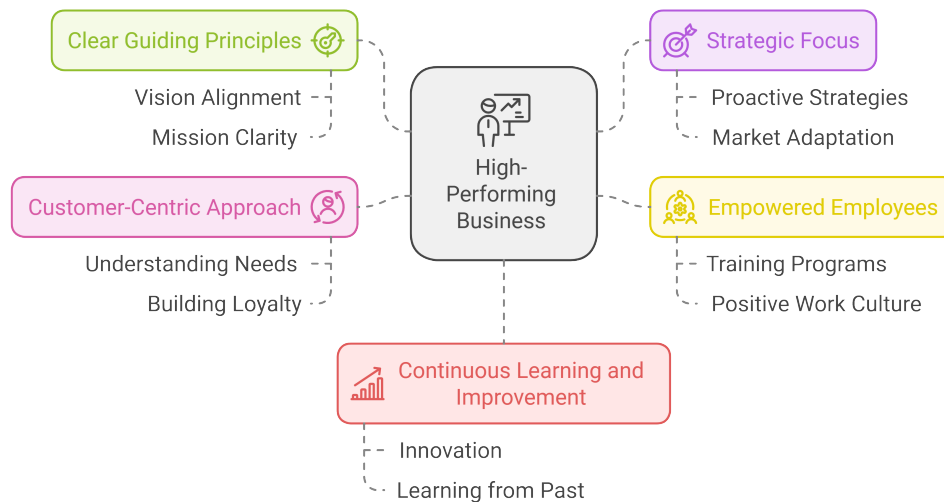 Clear Guiding Principles
Vision Alignment
Mission Clarity
Customer-Centric Approach
Understanding Needs
Building Loyalty
High-
Performing
Business
Strategic Focus
Proactive Strategies
Market Adaptation
Empowered Employees
Training Programs
Positive Work Culture
Continuous Learning and
Improvement
Innovation
Learning from Past